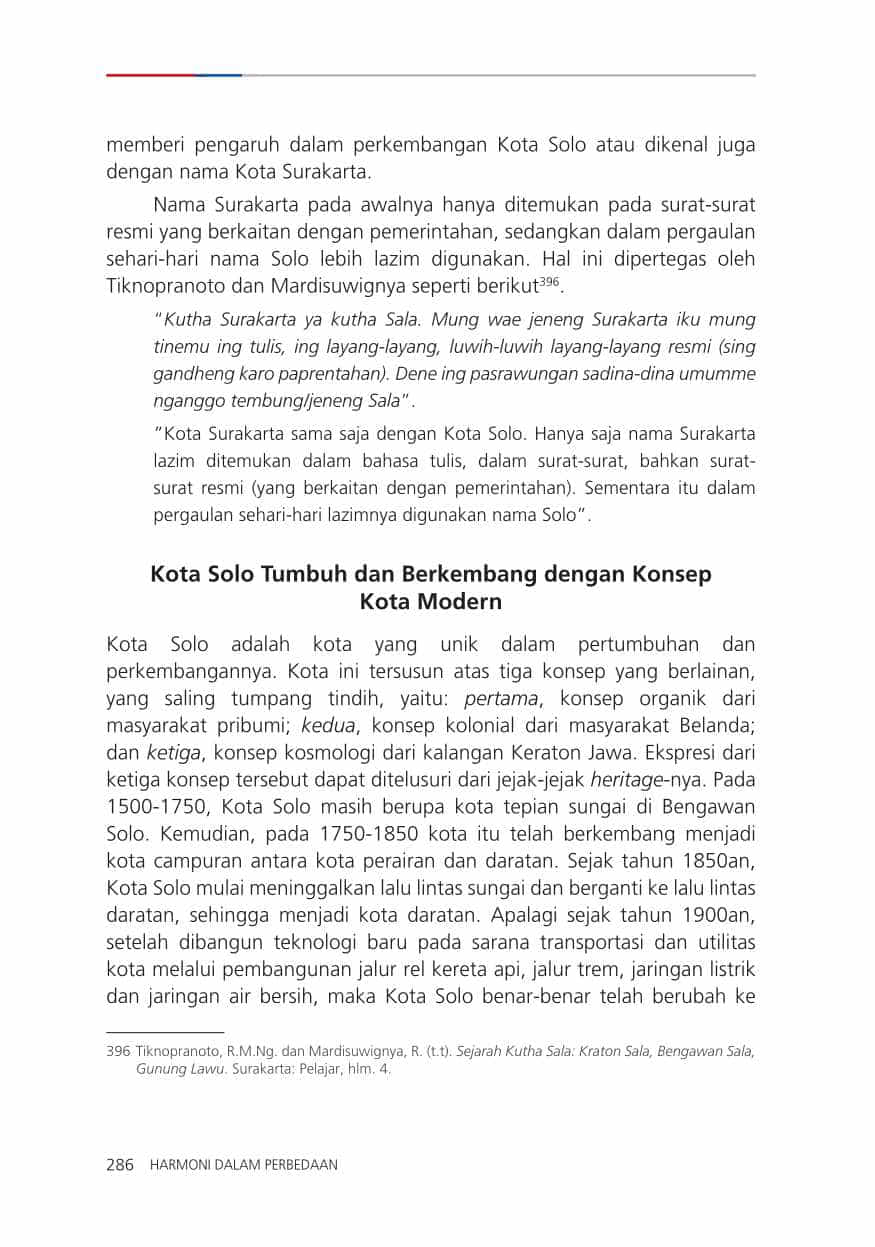 memberi pengaruh dalam perkembangan Kota Solo atau dikenal juga
dengan nama Kota Surakarta.
Nama Surakarta pada awalnya hanya ditemukan pada surat-surat
resmi yang berkaitan dengan pemerintahan, sedangkan dalam pergaulan
sehari-hari nama Solo lebih lazim digunakan. Hal ini dipertegas oleh
Tiknopranoto dan Mardisuwignya seperti berikut³⁹⁶.
“Kutha Surakarta ya kutha Sala. Mung wae jeneng Surakarta iku mung
tinemu ing tulis, ing layang-layang, luwih-luwih layang-layang resmi (sing
gandheng karo paprentahan). Dene ing pasrawungan sadina-dina umumme
nganggo tembung/jeneng Sala”.
”Kota Surakarta sama saja dengan Kota Solo. Hanya saja nama Surakarta
lazim ditemukan dalam bahasa tulis, dalam surat-surat, bahkan surat-
surat resmi (yang berkaitan dengan pemerintahan). Sementara itu dalam
pergaulan sehari-hari lazimnya digunakan nama Solo”.
Kota Solo Tumbuh dan Berkembang dengan Konsep
Kota Modern
Kota Solo adalah kota yang unik dalam pertumbuhan dan
perkembangannya. Kota ini tersusun atas tiga konsep yang berlainan,
yang saling tumpang tindih, yaitu: pertama, konsep organik dari
masyarakat pribumi; kedua, konsep kolonial dari masyarakat Belanda;
dan ketiga, konsep kosmologi dari kalangan Keraton Jawa. Ekspresi dari
ketiga konsep tersebut dapat ditelusuri dari jejak-jejak heritage-nya. Pada
1500-1750, Kota Solo masih berupa kota tepian sungai di Bengawan
Solo. Kemudian, pada 1750-1850 kota itu telah berkembang menjadi
kota campuran antara kota perairan dan daratan. Sejak tahun 1850an,
Kota Solo mulai meninggalkan lalu lintas sungai dan berganti ke lalu lintas
daratan, sehingga menjadi kota daratan. Apalagi sejak tahun 1900an,
setelah dibangun teknologi baru pada sarana transportasi dan utilitas
kota melalui pembangunan jalur rel kereta api, jalur trem, jaringan listrik
dan jaringan air bersih, maka Kota Solo benar-benar telah berubah ke
396 Tiknopranoto, R.M.Ng. dan Mardisuwignya, R. (t.t). Sejarah Kutha Sala: Kraton Sala, Bengawan Sala,
Gunung Lawu. Surakarta: Pelajar, hlm. 4.
286 HARMONI DALAM PERBEDAAN